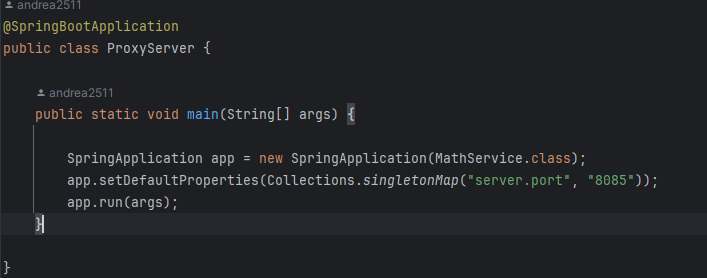 andrea2511
@SpringBootApplication
public class ProxyServer {
andrea2511
public static void main(String[] args) {
SpringApplication app = new SpringApplication(MathService.class);
app.setDefaultProperties(Collections.singletonMap("server.port", "8085"));
app.run(args);
}
}